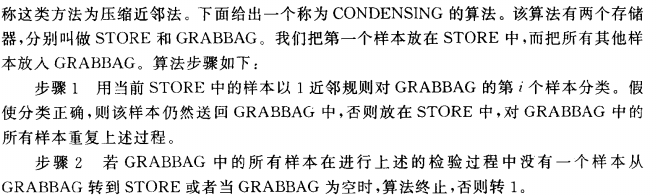 称这类方法为压缩近邻法。下面给出一个称为 CONDENSING 的算法。该算法有两个存储
器,分别叫做 STORE 和 GRABBAG。我们把第一个样本放在 STORE 中,而把所有其他样
本放入 GRABBAG。算法步骤如下:
步骤 1 用当前 STORE 中的样本以 1 近邻规则对 GRABBAG 的第 i 个样本分类。假
使分类正确,则该样本仍然送回 GRABBAG 中,否则放在 STORE 中,对 GRABBAG 中的
所有样本重复上述过程。
步骤 2 若 GRABBAG 中的所有样本在进行上述的检验过程中没有一个样本从
GRABBAG 转到 STORE 或者当 GRABBAG 为空时,算法终止,否则转 1。